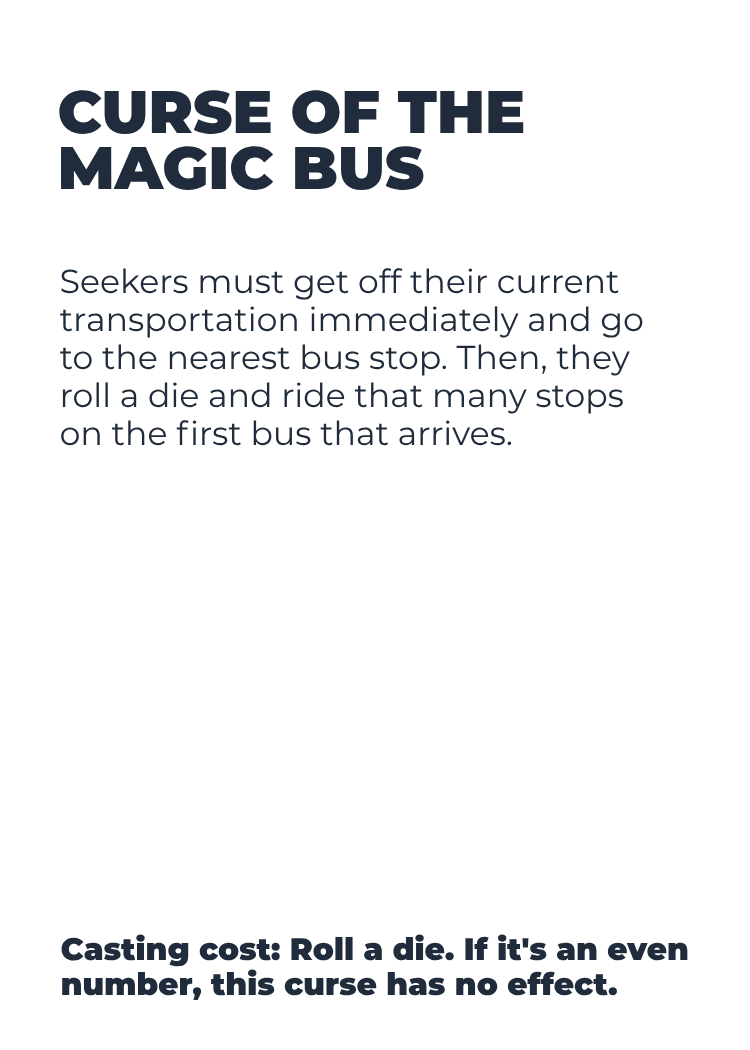 CURSE OF THE
MAGIC BUS
Seekers must get off their current
transportation immediately and go
to the nearest bus stop. Then, they
roll a die and ride that many stops
on the first bus that arrives.
Casting cost: Roll a die. If it's an even
number, this curse has no effect.